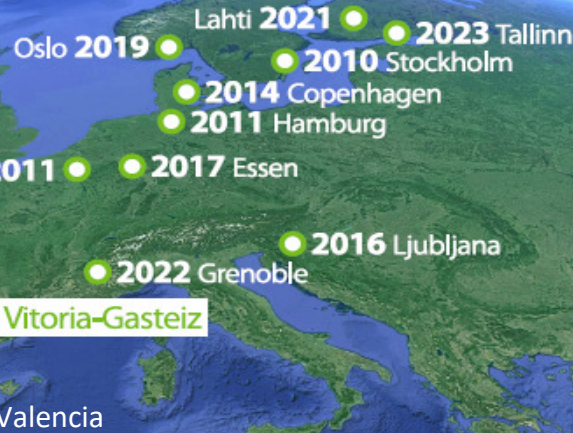 Lahti 2021
2023 Tallinn
Oslo 2019
2010 Stockholm
2014 Copenhagen
2011 Hamburg
2011
2017 Essen
2016 Ljubljana
2022 Grenoble
Vitoria-Gasteiz
Valencia